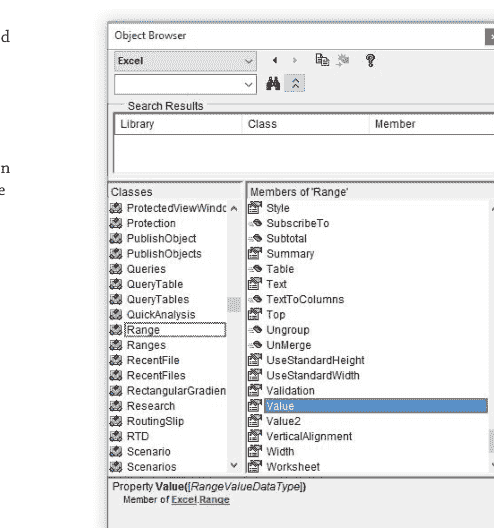 d
Object Browser
Excel
Search Results
Library Class Member
n
e
Classes
ProtectedViewWindc
Protection
PublishObject
PublishObjects
Queries
QueryTable
QueryTables
QuickAnalysis
Range
Ranges
RecentFile
RecentFiles
RectangularGradien
Research
RoutingSlip
RTD
Scenario
Scenarios
Members of 'Range'
Style
SubscribeTo
Subtotal
Summary
Table
Text
TextToColumns
Top
Ungroup
UnMerge
UseStandardHeight
UseStandardWidth
Validation
Value
Value2
VerticalAlignment
Width
Worksheet
Property Value([RangeValueDataType])
Member of Excel.Range